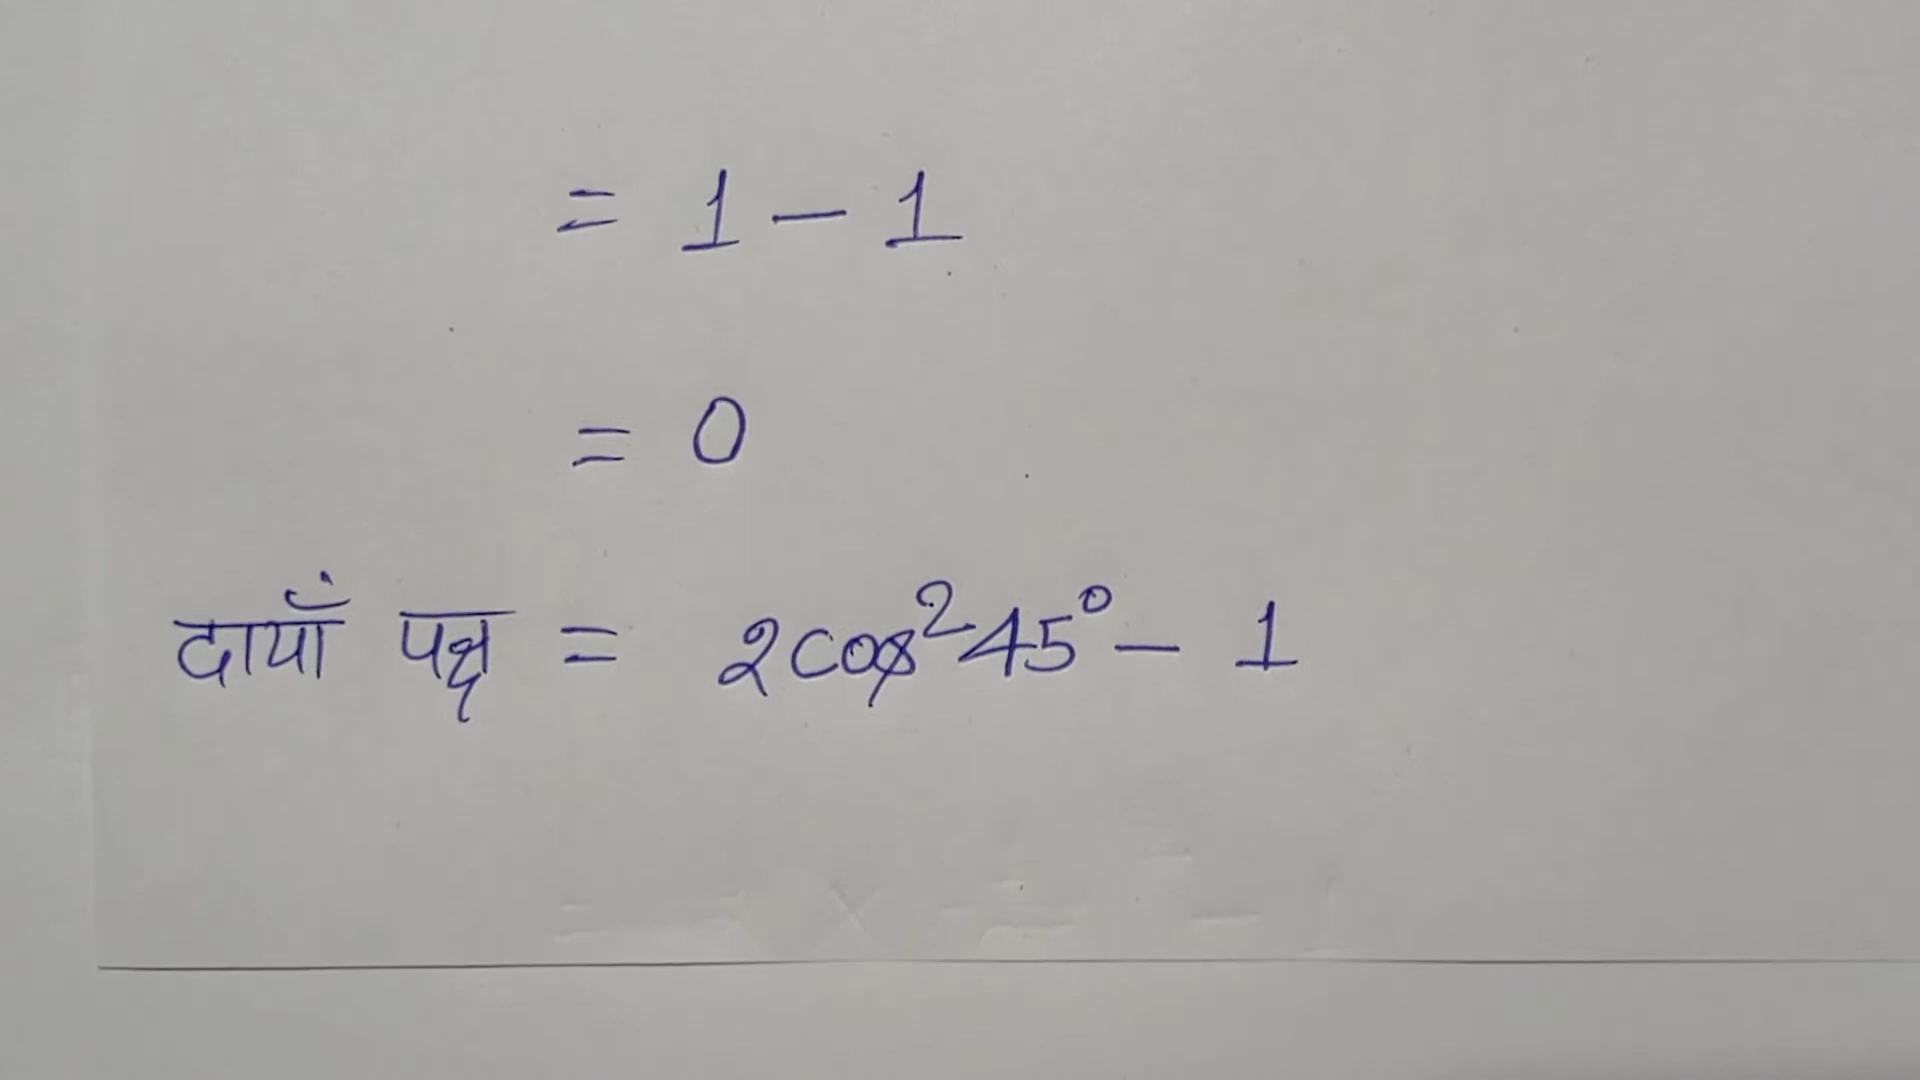 = 1 - 1
= 0
दायाँ पक्ष = 2cos²45° - 1